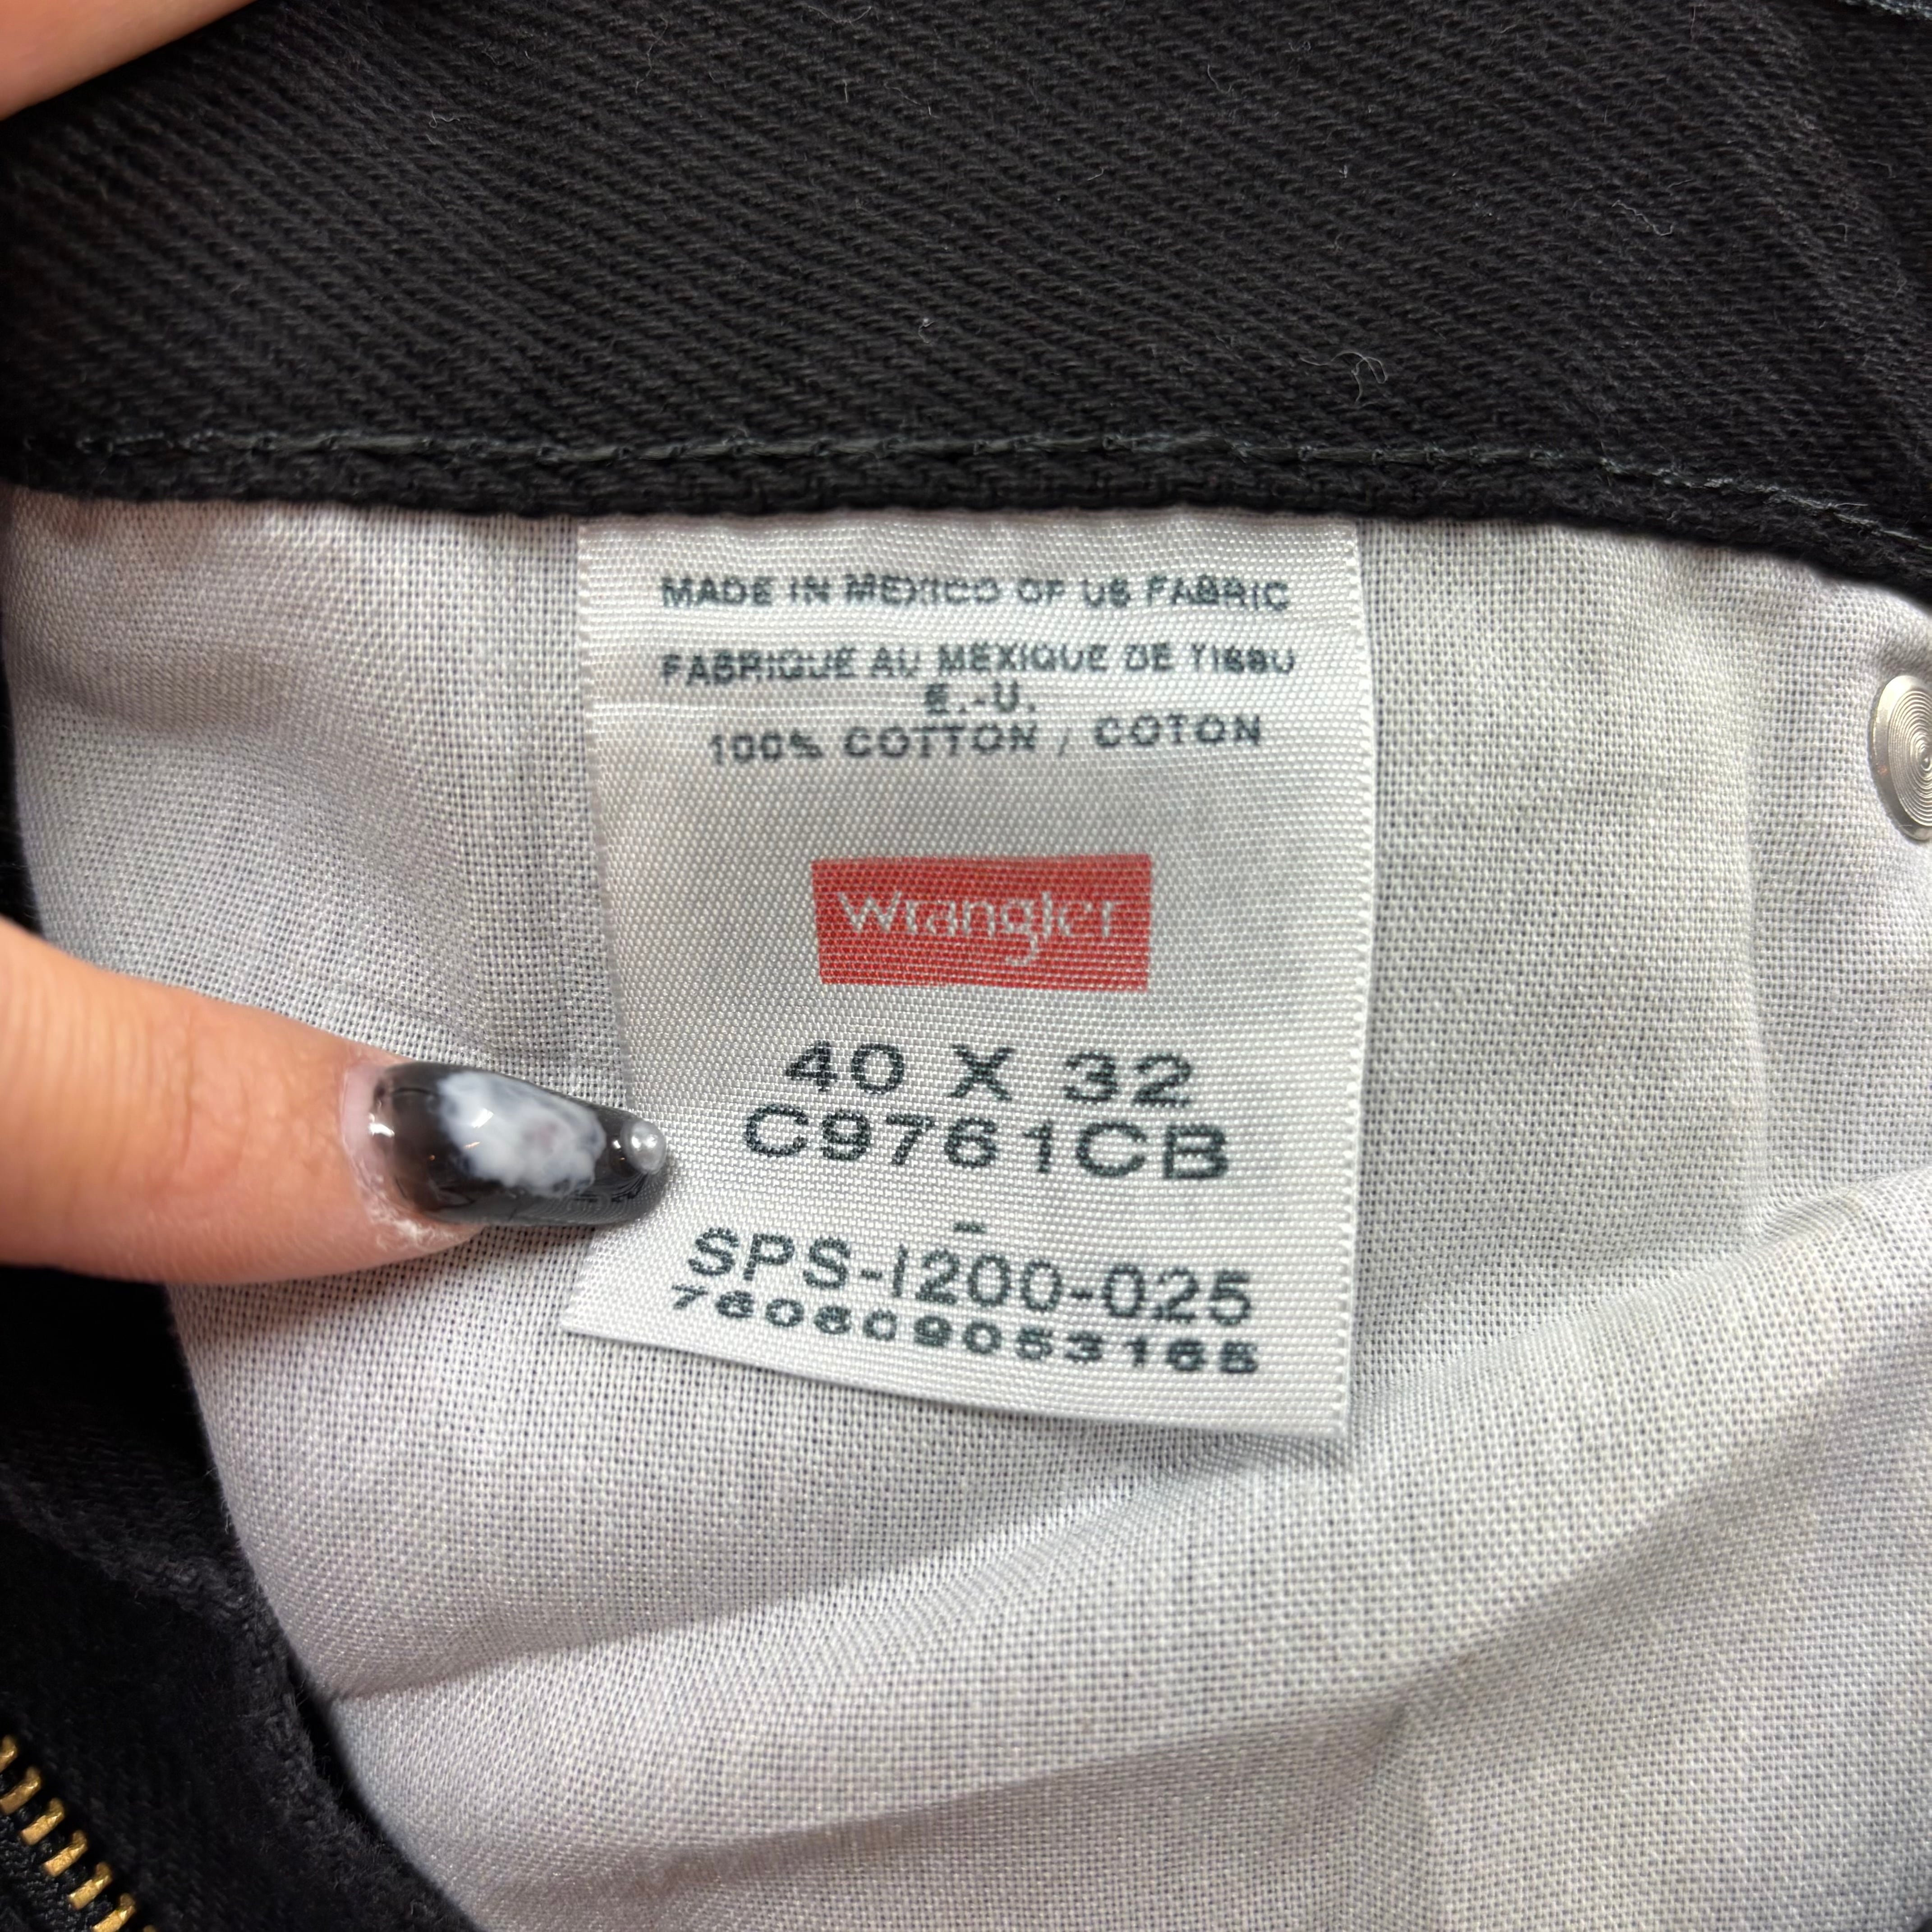 MADE IN MEXICO OF US FABRIC
FABRIQUE AU MEXIQUE DE TISSU
E.-U.
100% COTTON / COTON
Wrangler
40 X 32
C9761CB
-
SPS-1200-025
760609053165